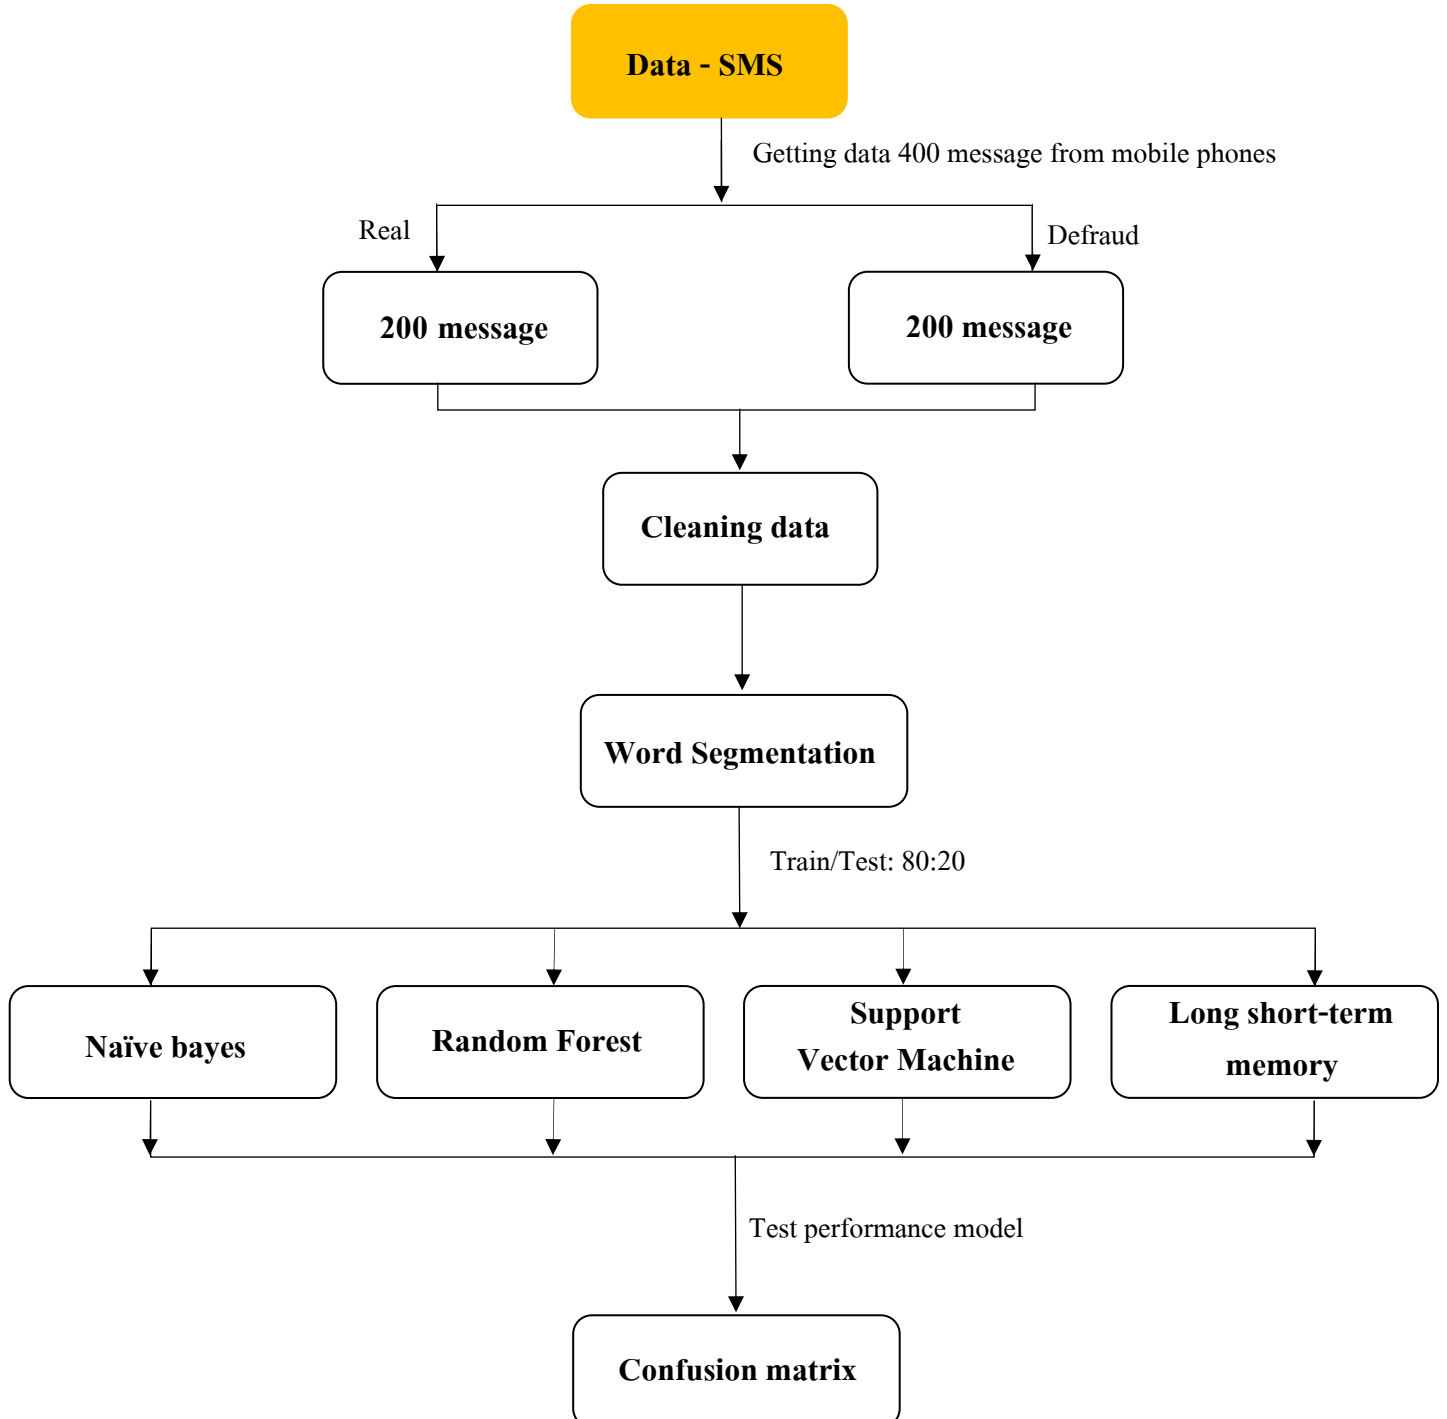 Data - SMS
Getting data 400 message from mobile phones
Real
Defraud
200 message
200 message
Cleaning data
Word Segmentation
Train/Test: 80:20
Naïve bayes
Random Forest
Support
Vector Machine
Long short-term
memory
Test performance model
Confusion matrix